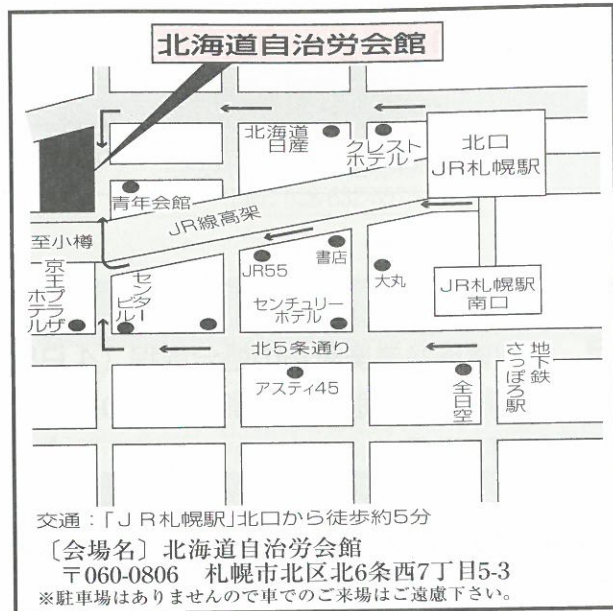 北海道自治労会館
北海道
日産
クレスト
ホテル
北口
JR札幌駅
青年会館
JR線高架
至小樽
京王プラザ
ホテル
センター
ビル
JR55
書店
大丸
JR札幌駅
南口
センチュリー
ホテル
北5条通り
アスティ45
全日空
地下鉄
さっぽろ駅
交通：「JR札幌駅」北口から徒歩約5分
〔会場名〕北海道自治労会館
〒060-0806 札幌市北区北6条西7丁目5-3
※駐車場はありませんので車でのご来場はご遠慮下さい。